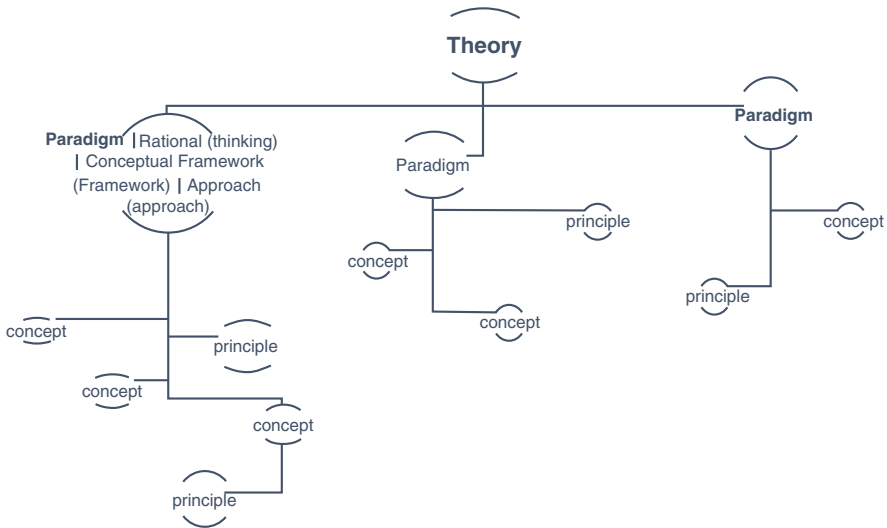 Theory
Paradigm | Rational (thinking)
| Conceptual Framework
(Framework) | Approach
(approach)
Paradigm
Paradigm
principle
concept
concept
concept
principle
concept
principle
concept
concept
principle